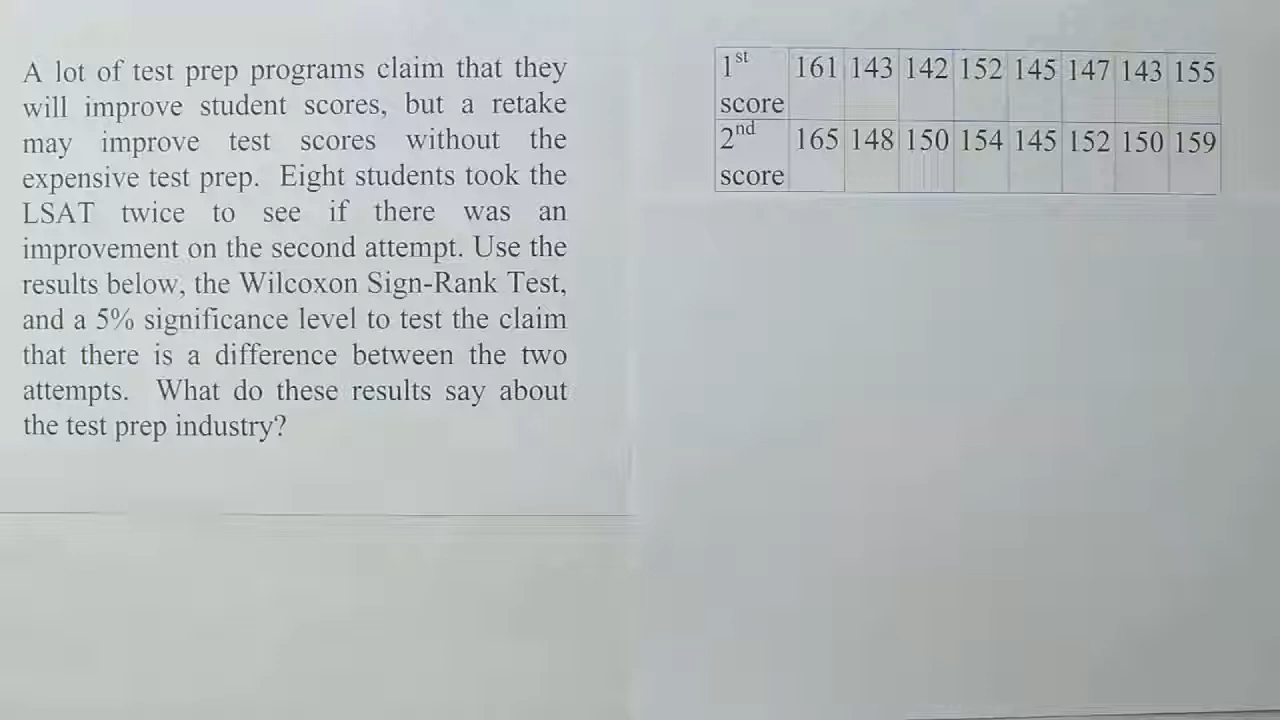 A lot of test prep programs claim that they
will improve student scores, but a retake
may improve test scores without the
expensive test prep. Eight students took the
LSAT twice to see if there was an
improvement on the second attempt. Use the
results below, the Wilcoxon Sign-Rank Test,
and a 5% significance level to test the claim
that there is a difference between the two
attempts. What do these results say about
the test prep industry?
1st score 161 143 142 152 145 147 143 155
2nd score 165 148 150 154 145 152 150 159